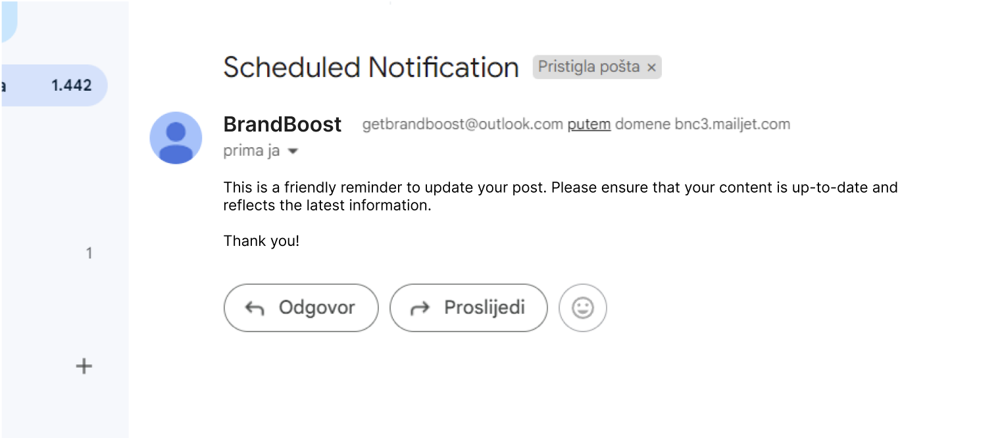 Scheduled Notification Pristigla pošta ×
a 1.442
BrandBoost getbrandboost@outlook.com putem domene bnc3.mailjet.com
prima ja
This is a friendly reminder to update your post. Please ensure that your content is up-to-date and
reflects the latest information.
Thank you!
1
Odgovor Proslijedi